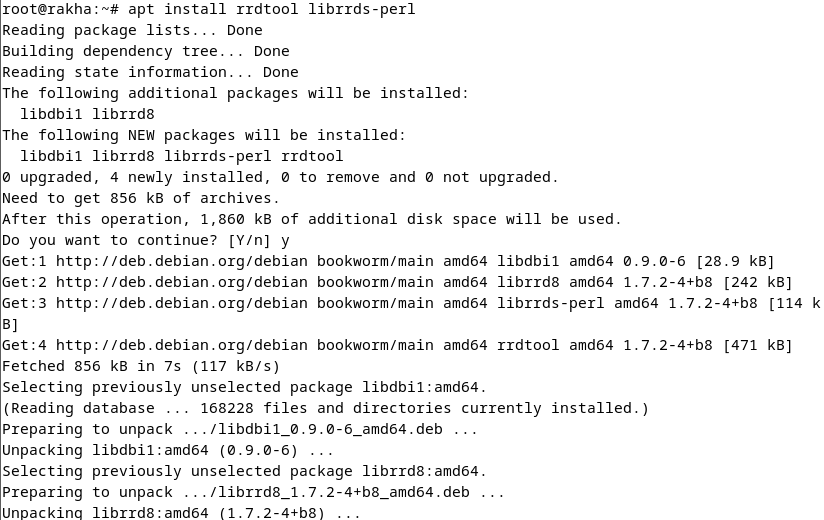 root@rakha:~# apt install rrdtool librrds-perl
Reading package lists... Done
Building dependency tree... Done
Reading state information... Done
The following additional packages will be installed:
  libdbi1 librrd8
The following NEW packages will be installed:
  libdbi1 librrd8 librrds-perl rrdtool
0 upgraded, 4 newly installed, 0 to remove and 0 not upgraded.
Need to get 856 kB of archives.
After this operation, 1,860 kB of additional disk space will be used.
Do you want to continue? [Y/n] y
Get:1 http://deb.debian.org/debian bookworm/main amd64 libdbi1 amd64 0.9.0-6 [28.9 kB]
Get:2 http://deb.debian.org/debian bookworm/main amd64 librrd8 amd64 1.7.2-4+b8 [242 kB]
Get:3 http://deb.debian.org/debian bookworm/main amd64 librrds-perl amd64 1.7.2-4+b8 [114 k
B]
Get:4 http://deb.debian.org/debian bookworm/main amd64 rrdtool amd64 1.7.2-4+b8 [471 kB]
Fetched 856 kB in 7s (117 kB/s)
Selecting previously unselected package libdbi1:amd64.
(Reading database ... 168228 files and directories currently installed.)
Preparing to unpack .../libdbi1_0.9.0-6_amd64.deb ...
Unpacking libdbi1:amd64 (0.9.0-6) ...
Selecting previously unselected package librrd8:amd64.
Preparing to unpack .../librrd8_1.7.2-4+b8_amd64.deb ...
Unpacking librrd8:amd64 (1.7.2-4+b8) ...